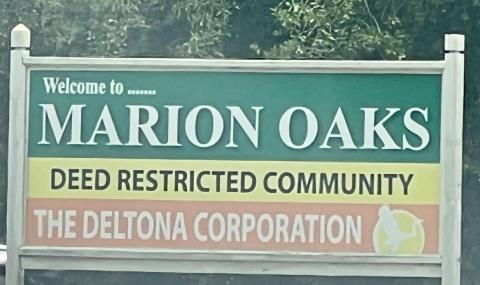 Welcome to .......
MARION OAKS
DEED RESTRICTED COMMUNITY
THE DELTONA CORPORATION